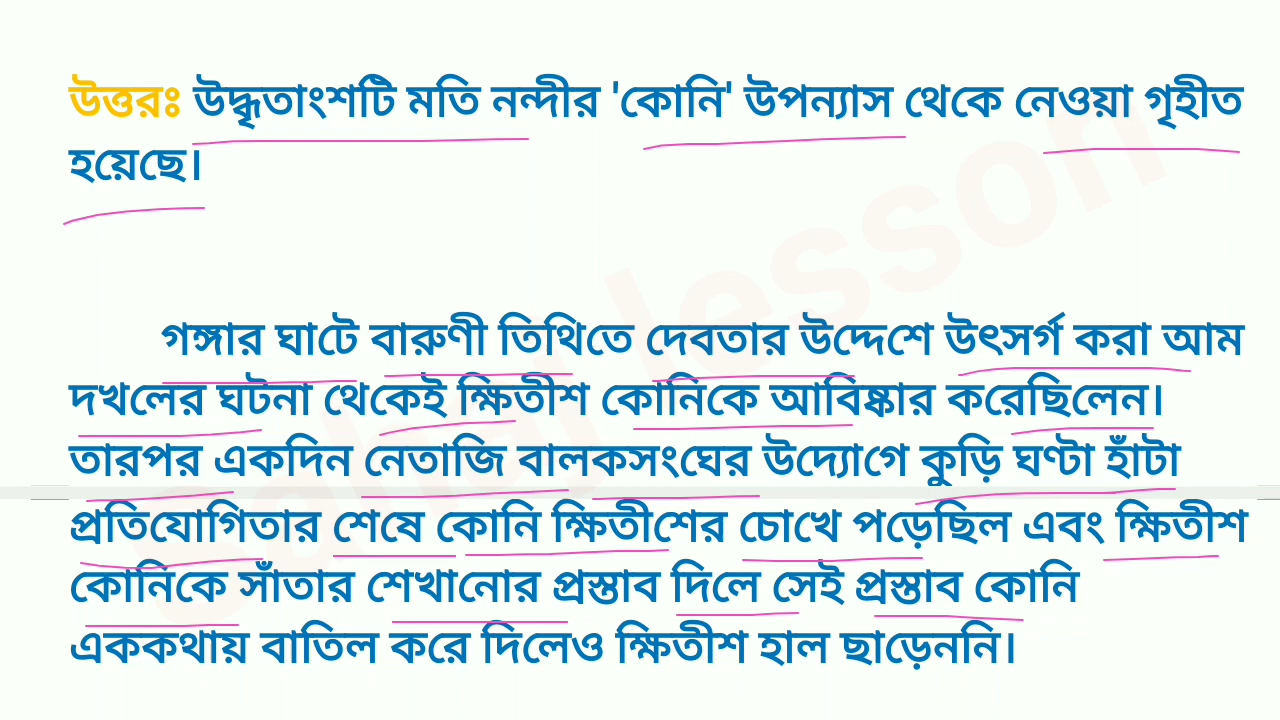 উত্তরঃ উদ্ধৃতাংশটি মতি নন্দীর 'কোনি' উপন্যাস থেকে নেওয়া গৃহীত
হয়েছে।
গঙ্গার ঘাটে বারুণী তিথিতে দেবতার উদ্দেশে উৎসর্গ করা আম
দখলের ঘটনা থেকেই ক্ষিতীশ কোনিকে আবিষ্কার করেছিলেন।
তারপর একদিন নেতাজি বালকসংঘের উদ্যোগে কুড়ি ঘণ্টা হাঁটা
প্রতিযোগিতার শেষে কোনি ক্ষিতীশের চোখে পড়েছিল এবং ক্ষিতীশ
কোনিকে সাঁতার শেখানোর প্রস্তাব দিলে সেই প্রস্তাব কোনি
এককথায় বাতিল করে দিলেও ক্ষিতীশ হাল ছাড়েননি।